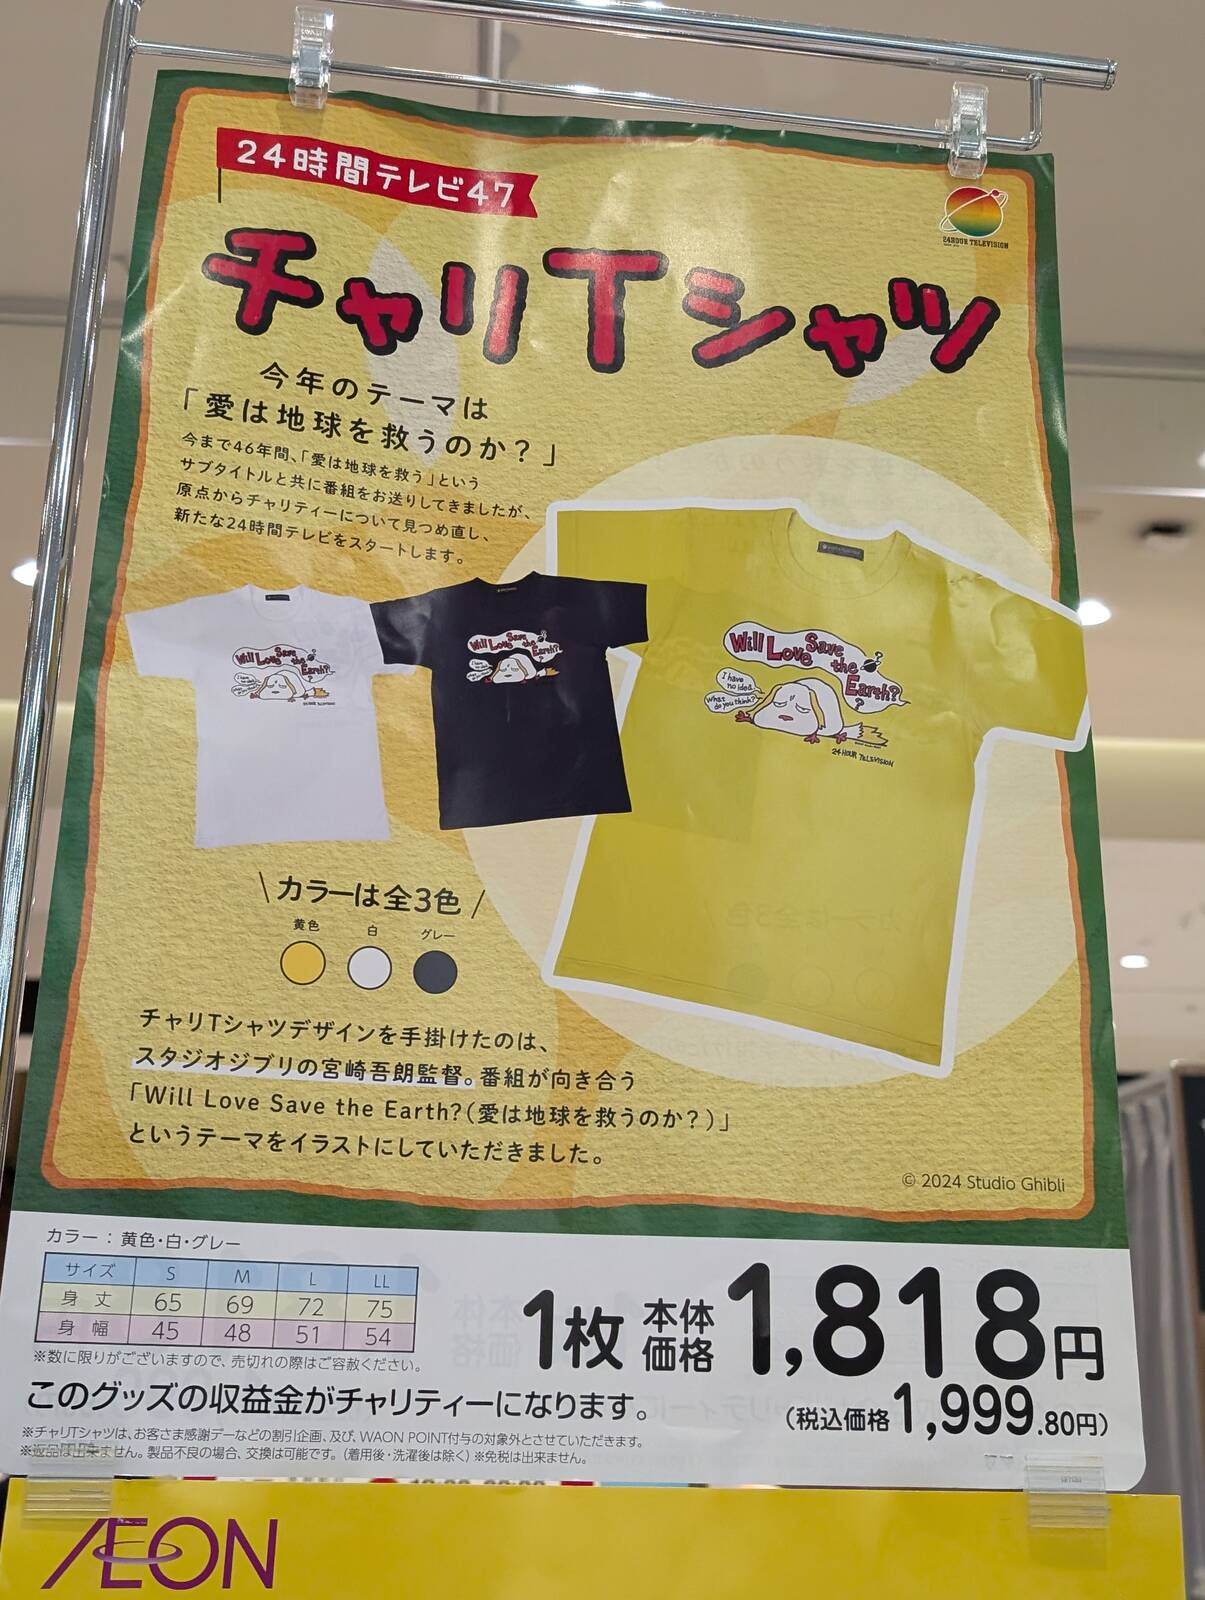 24時間テレビ47
24HOUR TELEVISION
チャリTシャツ
今年のテーマは
「愛は地球を救うのか？」
今まで46年間、「愛は地球を救う」という
サブタイトルと共に番組をお送りしてきましたが、
原点からチャリティーについて見つめ直し、
新たな24時間テレビをスタートします。
Will Love Save the Earth?
I have no idea.
What do you think?
24 HOUR TELEVISION
Will Love Save the Earth?
Will Love Save the Earth?
I have
no idea.
What
do you think?
24 HOUR TELEVISION
\ カラーは全3色 /
黄色 白 グレー
チャリTシャツデザインを手掛けたのは、
スタジオジブリの宮崎吾朗監督。番組が向き合う
「Will Love Save the Earth?（愛は地球を救うのか？）」
というテーマをイラストにしていただきました。
© 2024 Studio Ghibli
カラー：黄色・白・グレー
サイズ S M L LL
身 丈 65 69 72 75
身 幅 45 48 51 54
※数に限りがございますので、売切れの際はご容赦ください。
1枚 本体価格 1,818円
(税込価格1,999.80円)
このグッズの収益金がチャリティーになります。
※チャリTシャツは、お客さま感謝デーなどの割引企画、及び、WAON POINT付与の対象外とさせていただきます。
※返品は出来ません。製品不良の場合、交換は可能です。（着用後・洗濯後は除く）※免税は出来ません。
ÆON